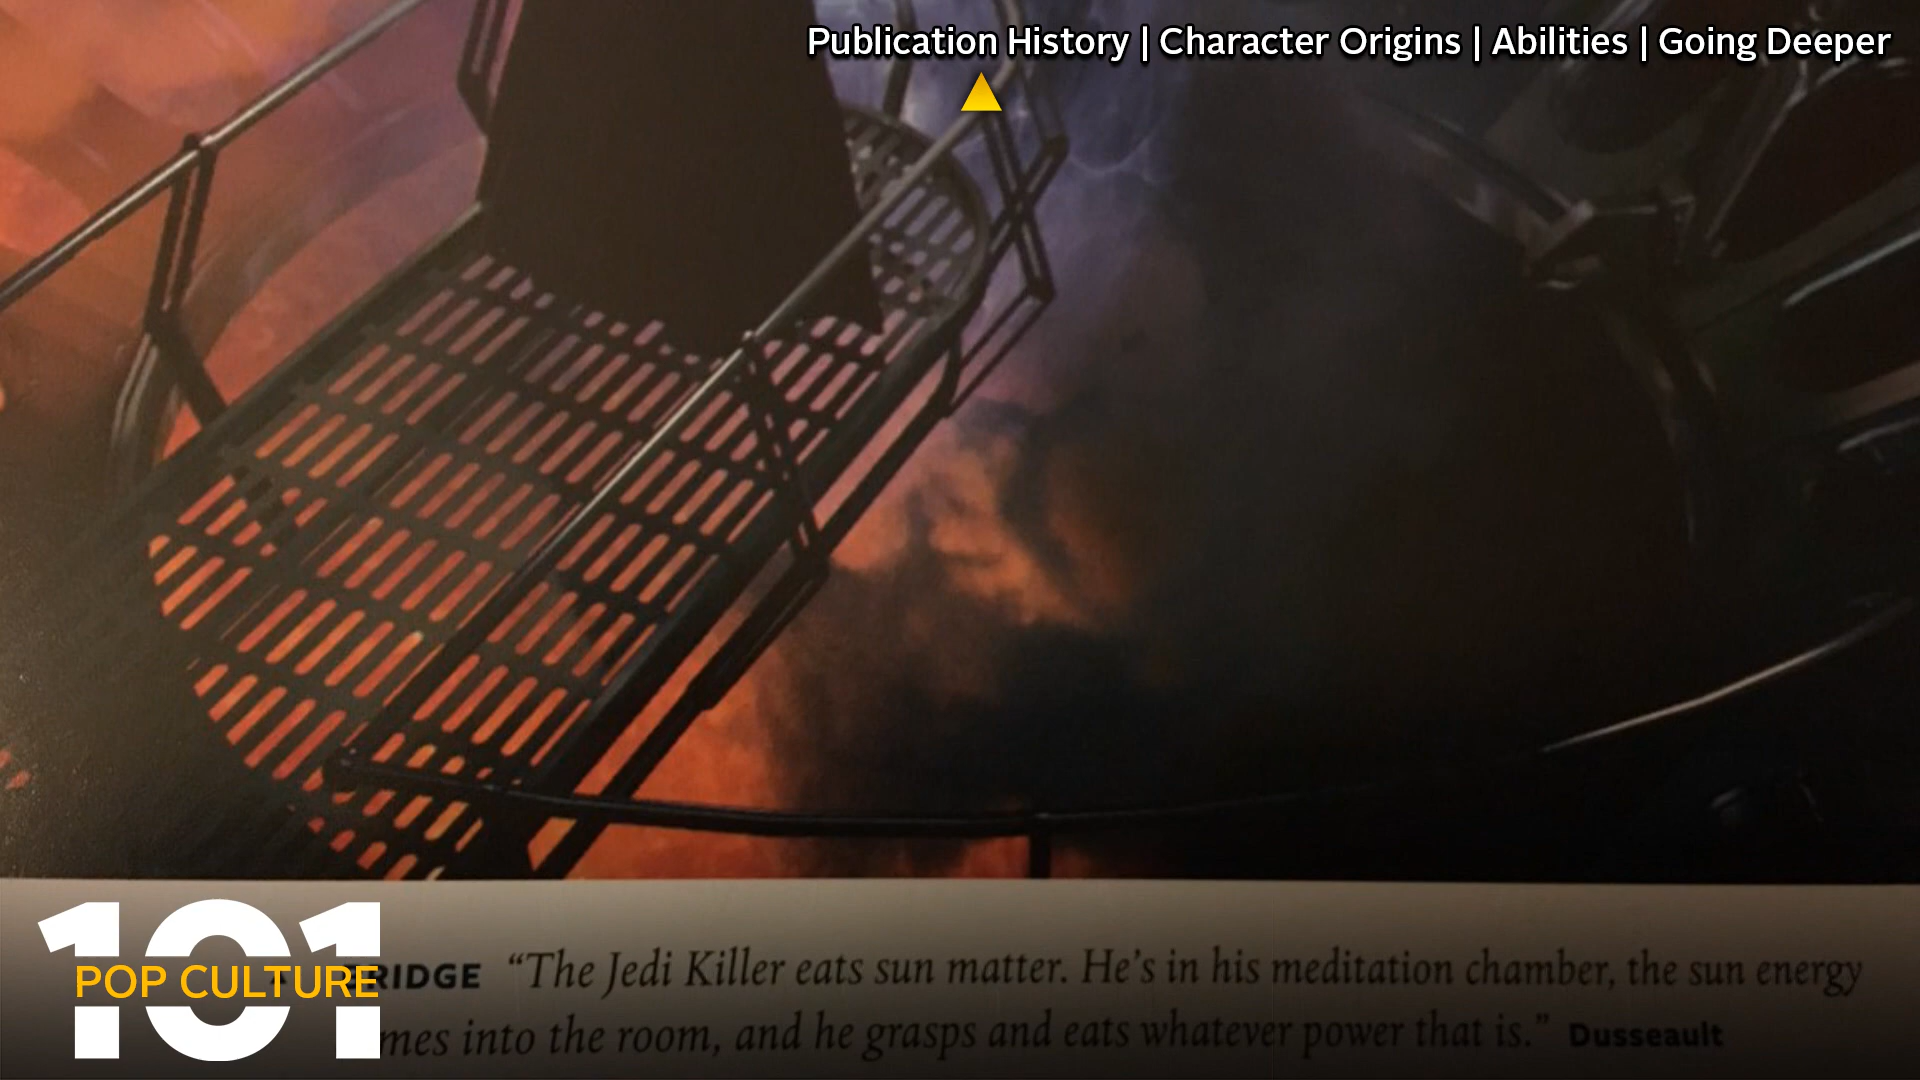 Publication History | Character Origins | Abilities | Going Deeper
RIDGE “The Jedi Killer eats sun matter. He’s in his meditation chamber, the sun energy
mes into the room, and he grasps and eats whatever power that is.” Dusseault
101
POP CULTURE